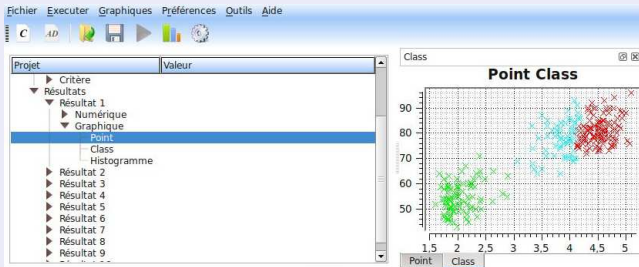 Fichier Executer Graphiques Préférences Outils Aide
C AD
Projet Valeur
Critère
Résultats
Résultat 1
Numérique
Graphique
Point
Class
Histogramme
Résultat 2
Résultat 3
Résultat 4
Résultat 5
Résultat 6
Résultat 7
Résultat 8
Résultat 9
Class
Point Class
90
80
70
60
50
1,5 2 2,5 3 3,5 4 4,5 5
Point Class